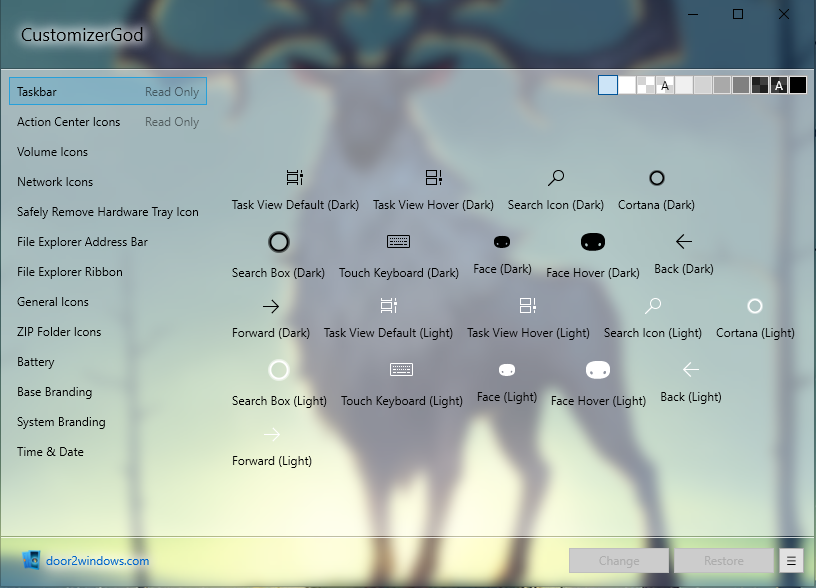 CustomizerGod
Taskbar Read Only
Action Center Icons Read Only
Volume Icons
Network Icons
Safely Remove Hardware Tray Icon
File Explorer Address Bar
File Explorer Ribbon
General Icons
ZIP Folder Icons
Battery
Base Branding
System Branding
Time & Date
A A
Task View Default (Dark) Task View Hover (Dark) Search Icon (Dark) Cortana (Dark)
Search Box (Dark) Touch Keyboard (Dark) Face (Dark) Face Hover (Dark) Back (Dark)
Forward (Dark) Task View Default (Light) Task View Hover (Light) Search Icon (Light) Cortana (Light)
Search Box (Light) Touch Keyboard (Light) Face (Light) Face Hover (Light) Back (Light)
Forward (Light)
door2windows.com
Change Restore